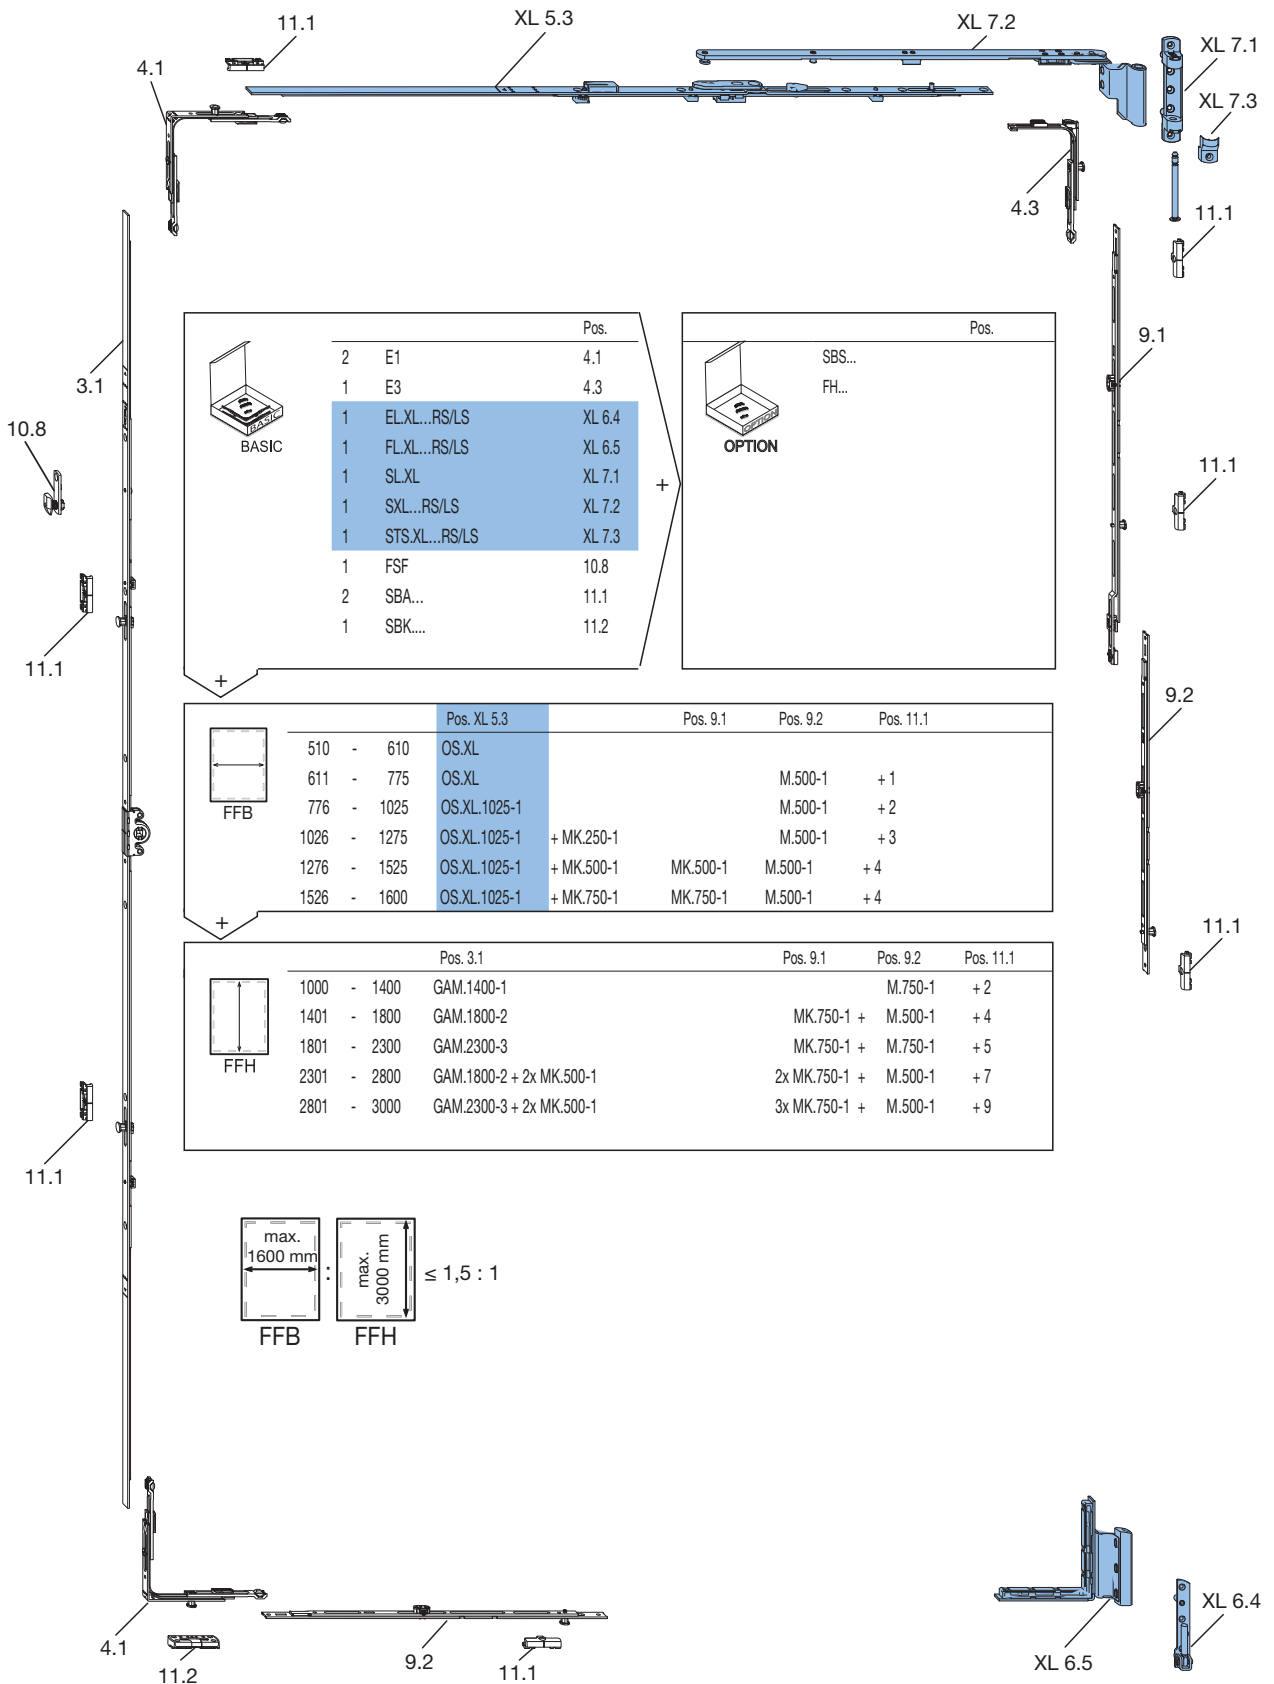 11.1
XL 5.3
XL 7.2
XL 7.1
4.1
XL 7.3
4.3
11.1
3.1
9.1
10.8
11.1
11.1
9.2
11.1
11.1
Pos.
2 E1 4.1
1 E3 4.3
1 EL.XL...RS/LS XL 6.4
1 FL.XL...RS/LS XL 6.5
1 SL.XL XL 7.1
1 SXL...RS/LS XL 7.2
1 STS.XL...RS/LS XL 7.3
1 FSF 10.8
2 SBA... 11.1
1 SBK.... 11.2
BASIC
BASIC
+
Pos.
SBS...
FH...
OPTION
OPTION
+
Pos. XL 5.3 Pos. 9.1 Pos. 9.2 Pos. 11.1
510 - 610 OS.XL
611 - 775 OS.XL M.500-1 + 1
776 - 1025 OS.XL.1025-1 M.500-1 + 2
1026 - 1275 OS.XL.1025-1 + MK.250-1 M.500-1 + 3
1276 - 1525 OS.XL.1025-1 + MK.500-1 MK.500-1 M.500-1 + 4
1526 - 1600 OS.XL.1025-1 + MK.750-1 MK.750-1 M.500-1 + 4
FFB
+
Pos. 3.1 Pos. 9.1 Pos. 9.2 Pos. 11.1
1000 - 1400 GAM.1400-1 M.750-1 + 2
1401 - 1800 GAM.1800-2 MK.750-1 + M.500-1 + 4
1801 - 2300 GAM.2300-3 MK.750-1 + M.750-1 + 5
2301 - 2800 GAM.1800-2 + 2x MK.500-1 2x MK.750-1 + M.500-1 + 7
2801 - 3000 GAM.2300-3 + 2x MK.500-1 3x MK.750-1 + M.500-1 + 9
FFH
max.
1600 mm
:
max.
3000 mm
≤ 1,5 : 1
FFB
FFH
4.1
11.2
9.2
11.1
XL 6.5
XL 6.4